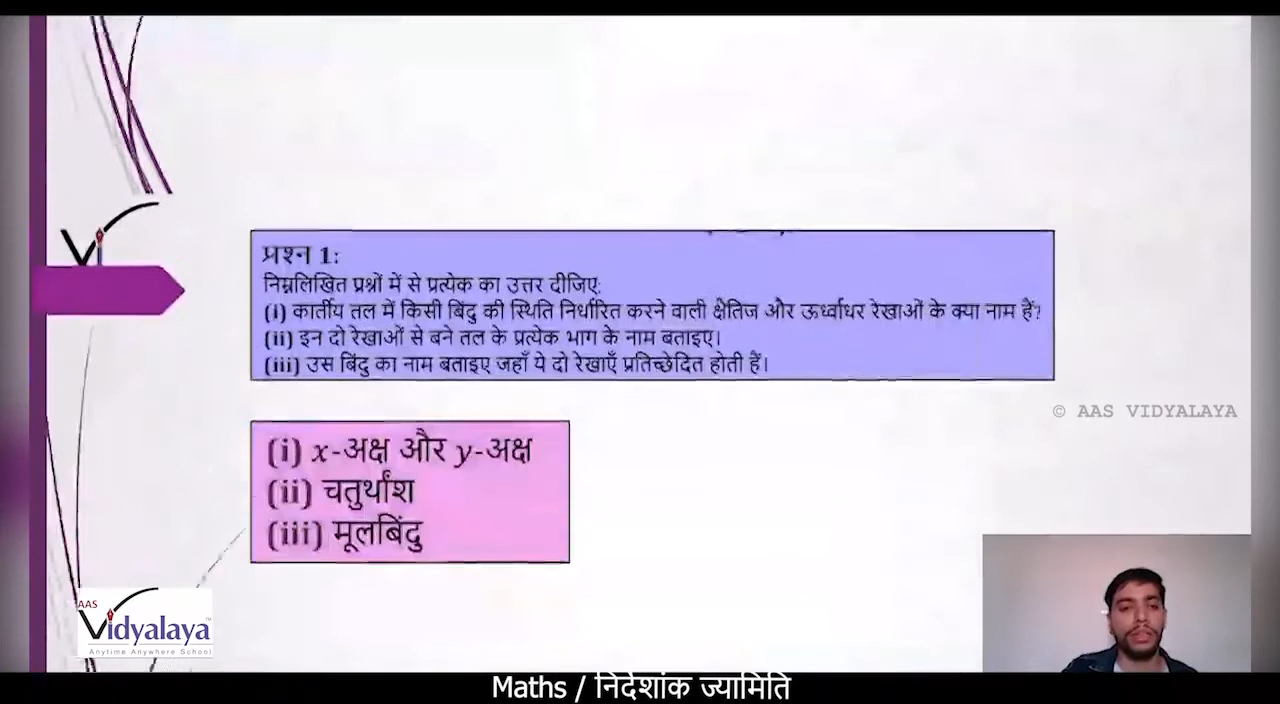 प्रश्न 1:
निम्नलिखित प्रश्नों में से प्रत्येक का उत्तर दीजिए:
(i) कार्तीय तल में किसी बिंदु की स्थिति निर्धारित करने वाली क्षैतिज और ऊर्ध्वाधर रेखाओं के क्या नाम हैं?
(ii) इन दो रेखाओं से बने तल के प्रत्येक भाग के नाम बताइए।
(iii) उस बिंदु का नाम बताइए जहाँ ये दो रेखाएँ प्रतिच्छेदित होती हैं।
© AAS VIDYALAYA
(i) x-अक्ष और y-अक्ष
(ii) चतुर्थांश
(iii) मूलबिंदु
AAS
Vidyalaya
Anytime Anywhere School
Maths / निर्देशांक ज्यामिति